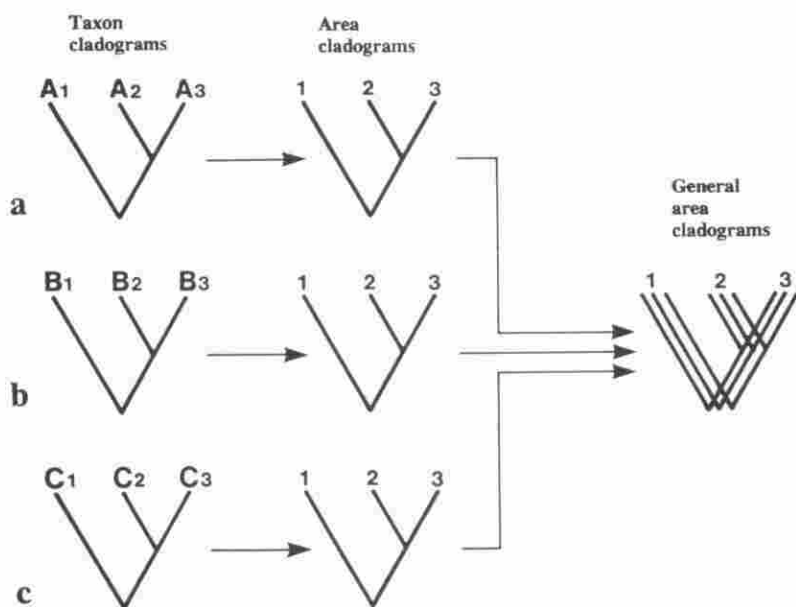 Taxon
cladograms
Area
cladograms
A1 A2 A3
1 2 3
a
General
area
cladograms
B1 B2 B3
1 2 3
1 2 3
b
C1 C2 C3
1 2 3
c